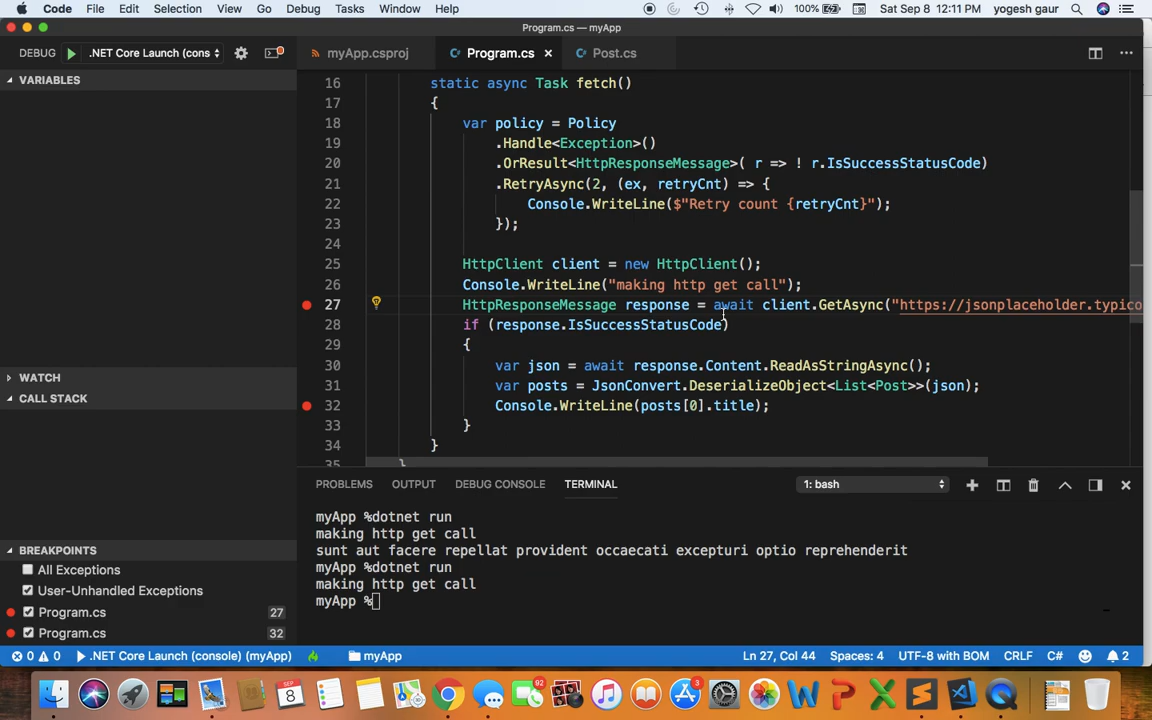 Code File Edit Selection View Go Debug Tasks Window Help 100% Sat Sep 8 12:11 PM yogesh gaur
Program.cs — myApp
DEBUG .NET Core Launch (cons
myApp.csproj Program.cs Post.cs
VARIABLES
WATCH
CALL STACK
BREAKPOINTS
All Exceptions
User-Unhandled Exceptions
Program.cs 27
Program.cs 32
16 static async Task fetch()
17 {
18 var policy = Policy
19 .Handle<Exception>()
20 .OrResult<HttpResponseMessage>( r => ! r.IsSuccessStatusCode)
21 .RetryAsync(2, (ex, retryCnt) => {
22 Console.WriteLine($"Retry count {retryCnt}");
23 });
24
25 HttpClient client = new HttpClient();
26 Console.WriteLine("making http get call");
27 HttpResponseMessage response = await client.GetAsync("https://jsonplaceholder.typico
28 if (response.IsSuccessStatusCode)
29 {
30 var json = await response.Content.ReadAsStringAsync();
31 var posts = JsonConvert.DeserializeObject<List<Post>>(json);
32 Console.WriteLine(posts[0].title);
33 }
34 }
35 }
PROBLEMS OUTPUT DEBUG CONSOLE TERMINAL 1: bash
myApp %dotnet run
making http get call
sunt aut facere repellat provident occaecati excepturi optio reprehenderit
myApp %dotnet run
making http get call
myApp %
0 0 .NET Core Launch (console) (myApp) myApp Ln 27, Col 44 Spaces: 4 UTF-8 with BOM CRLF C# 2
92 3
8